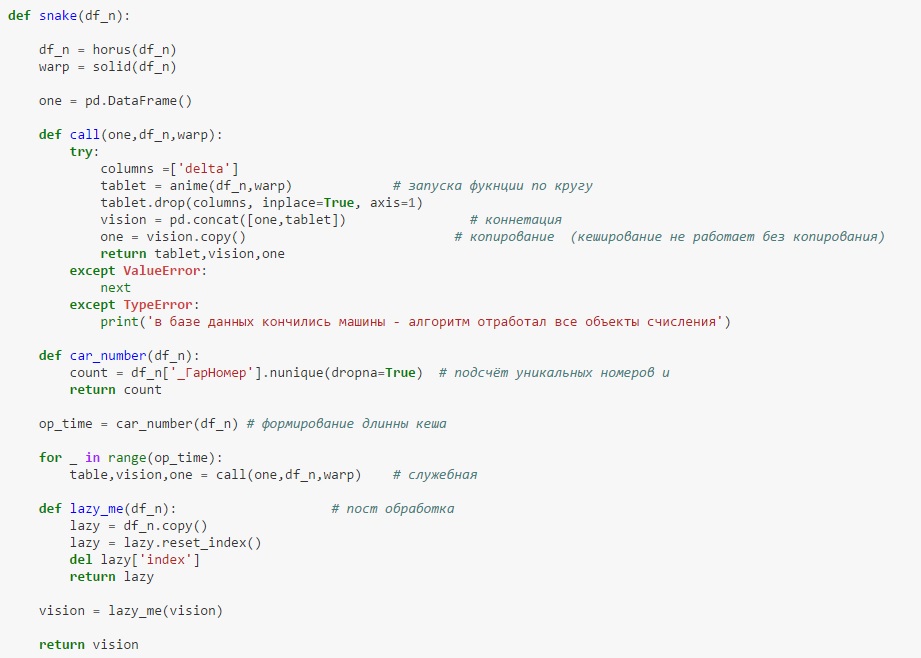 def snake(df_n):
df_n = horus(df_n)
warp = solid(df_n)
one = pd.DataFrame()
def call(one,df_n,warp):
try:
columns =['delta']
tablet = anime(df_n,warp) # запуска фукнции по кругу
tablet.drop(columns, inplace=True, axis=1)
vision = pd.concat([one,tablet]) # коннетация
one = vision.copy() # копирование (кеширование не работает без копирования)
return tablet,vision,one
except ValueError:
next
except TypeError:
print('в базе данных кончились машины - алгоритм отработал все объекты счисления')
def car_number(df_n):
count = df_n['_ГарНомер'].nunique(dropna=True) # подсчёт уникальных номеров и
return count
op_time = car_number(df_n) # формирование длинны кеша
for _ in range(op_time):
table,vision,one = call(one,df_n,warp) # служебная
def lazy_me(df_n): # пост обработка
lazy = df_n.copy()
lazy = lazy.reset_index()
del lazy['index']
return lazy
vision = lazy_me(vision)
return vision